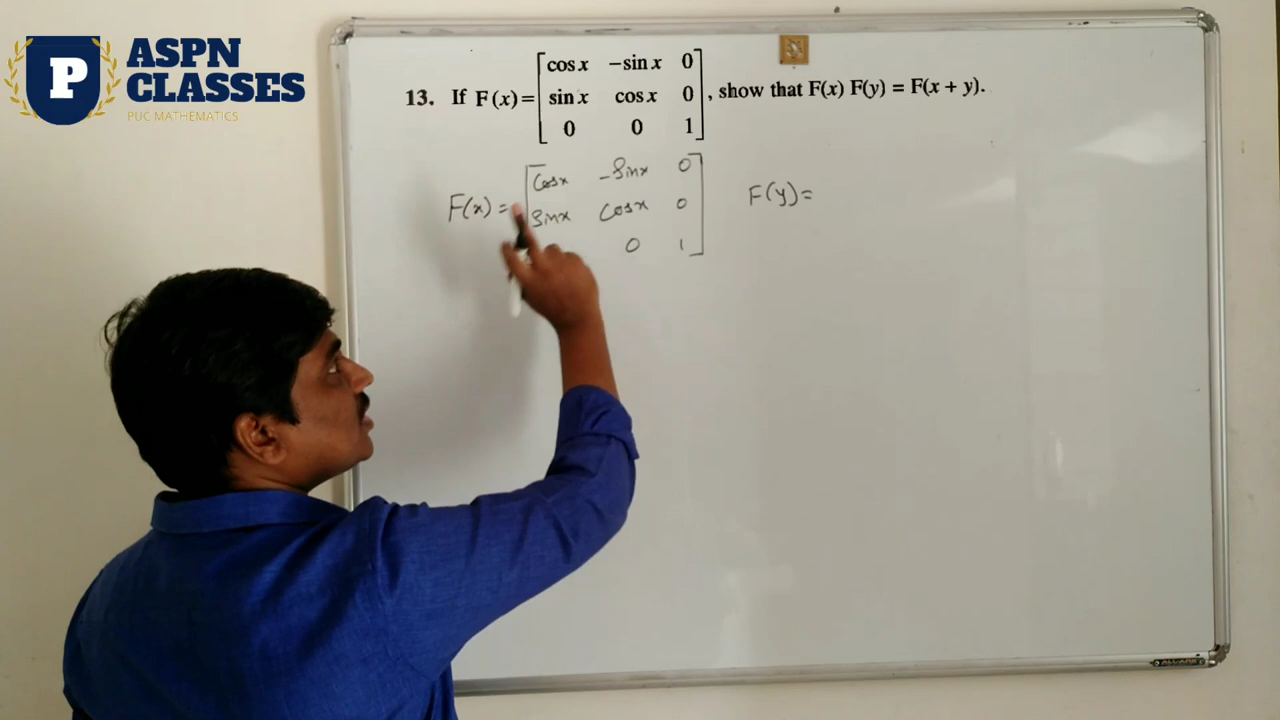 P
ASPN
CLASSES
PUC MATHEMATICS
13. If F(x) = [cos x −sin x 0
sin x cos x 0
0 0 1], show that F(x) F(y) = F(x + y).
F(x) = [Cosx −Sinx 0
Sinx Cosx 0
0 1]
F(y) =